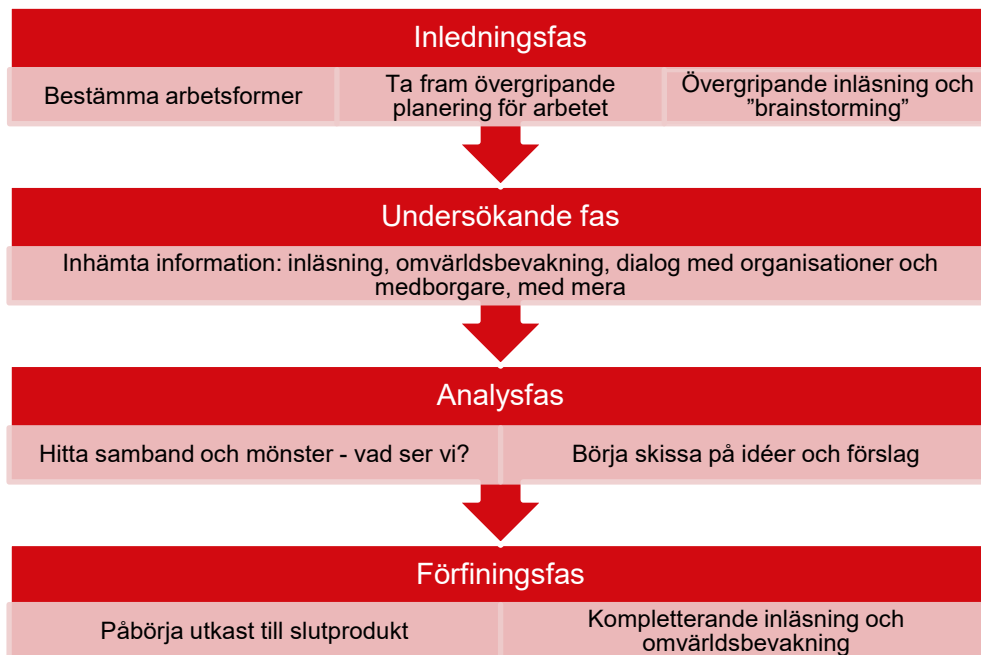 Inledningsfas
Bestämma arbetsformer
Ta fram övergripande
planering för arbetet
Övergripande inläsning och
”brainstorming”
Undersökande fas
Inhämta information: inläsning, omvärldsbevakning, dialog med organisationer och
medborgare, med mera
Analysfas
Hitta samband och mönster - vad ser vi?
Börja skissa på idéer och förslag
Förfiningsfas
Påbörja utkast till slutprodukt
Kompletterande inläsning och
omvärldsbevakning